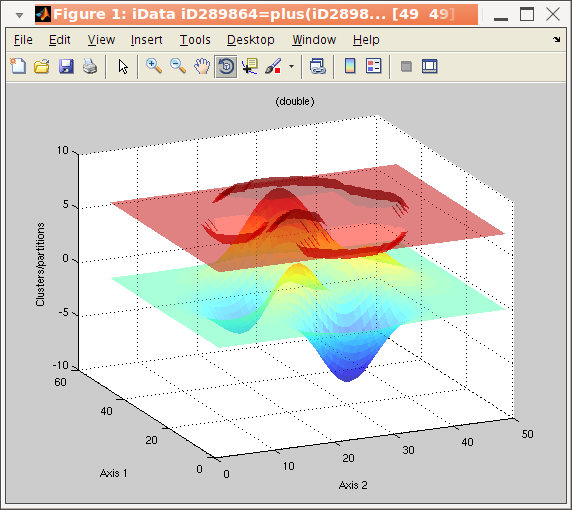 Figure 1: iData iD289864=plus(iD2898... [49 49]
File Edit View Insert Tools Desktop Window Help
(double)
10
5
0
-5
-10
Clusters/partitions
60
40
20
0
Axis 1
0
10
20
30
40
50
Axis 2